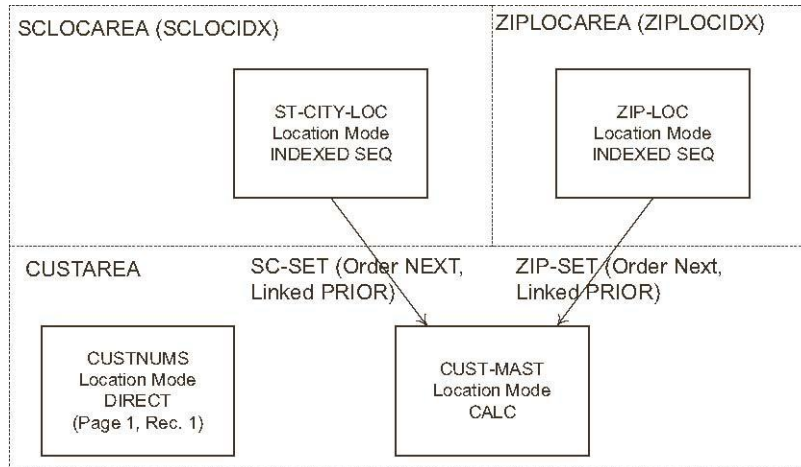 SCLOCAREA (SCLOCIDX)
ZIPLOCAREA (ZIPLOCIDX)
ST-CITY-LOC
Location Mode
INDEXED SEQ
ZIP-LOC
Location Mode
INDEXED SEQ
CUSTAREA
SC-SET (Order NEXT,
Linked PRIOR)
ZIP-SET (Order Next,
Linked PRIOR)
CUSTNUMS
Location Mode
DIRECT
(Page 1, Rec. 1)
CUST-MAST
Location Mode
CALC